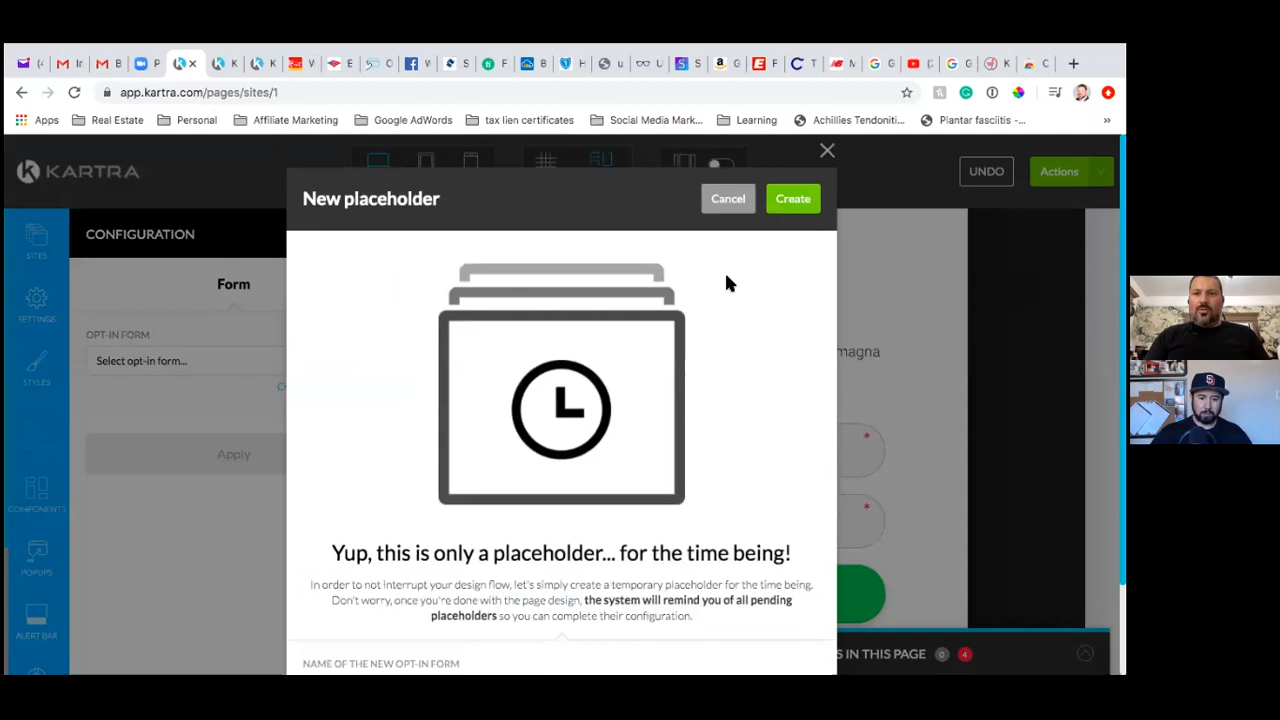 In
B
P
K
K
V
E
C
V
S
F
B
H
u
U
S
G
E F
T
M
G
G
K
C
app.kartra.com/pages/sites/1
Apps
Real Estate
Personal
Affiliate Marketing
Google AdWords
tax lien certificates
Social Media Mark...
Learning
Achillies Tendoniti...
Plantar fasciitis -...
»
KARTRA
UNDO
Actions
New placeholder
Cancel
Create
SITES
SETTINGS
STYLES
COMPONENTS
POPUPS
ALERT BAR
CONFIGURATION
Form
OPT-IN FORM
Select opt-in form...
Apply
magna
*
*
Yup, this is only a placeholder... for the time being!
In order to not interrupt your design flow, let's simply create a temporary placeholder for the time being.
Don't worry, once you're done with the page design, the system will remind you of all pending
placeholders so you can complete their configuration.
NAME OF THE NEW OPT-IN FORM
S IN THIS PAGE 0 4